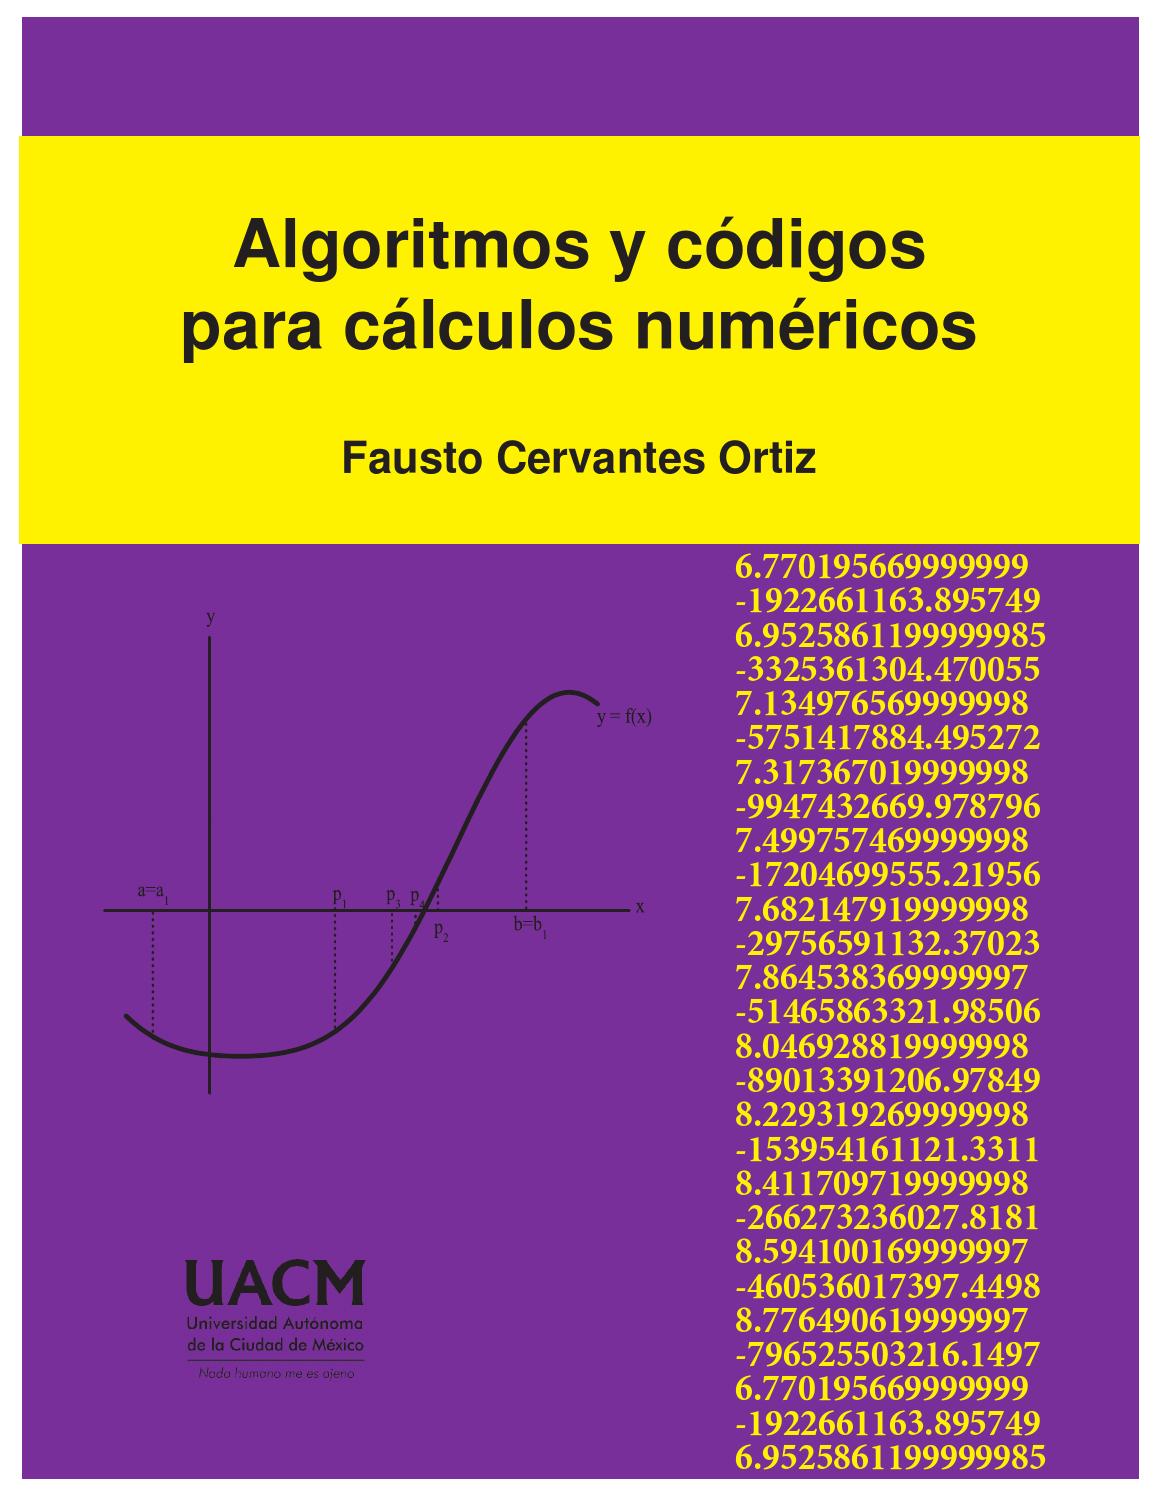 Algoritmos y códigos
para cálculos numéricos
Fausto Cervantes Ortiz
y
y = f(x)
a=a1
p1
p3
p4
x
p2
b=b1
6.770195669999999
-1922661163.895749
6.9525861199999985
-3325361304.470055
7.134976569999998
-5751417884.495272
7.317367019999998
-9947432669.978796
7.499757469999998
-17204699555.21956
7.682147919999998
-29756591132.37023
7.864538369999997
-51465863321.98506
8.046928819999998
-89013391206.97849
8.229319269999998
-153954161121.3311
8.411709719999998
-266273236027.8181
8.594100169999997
-460536017397.4498
8.776490619999997
-796525503216.1497
6.770195669999999
-1922661163.895749
6.9525861199999985
UACM
Universidad Autónoma
de la Ciudad de México
Nada humano me es ajeno